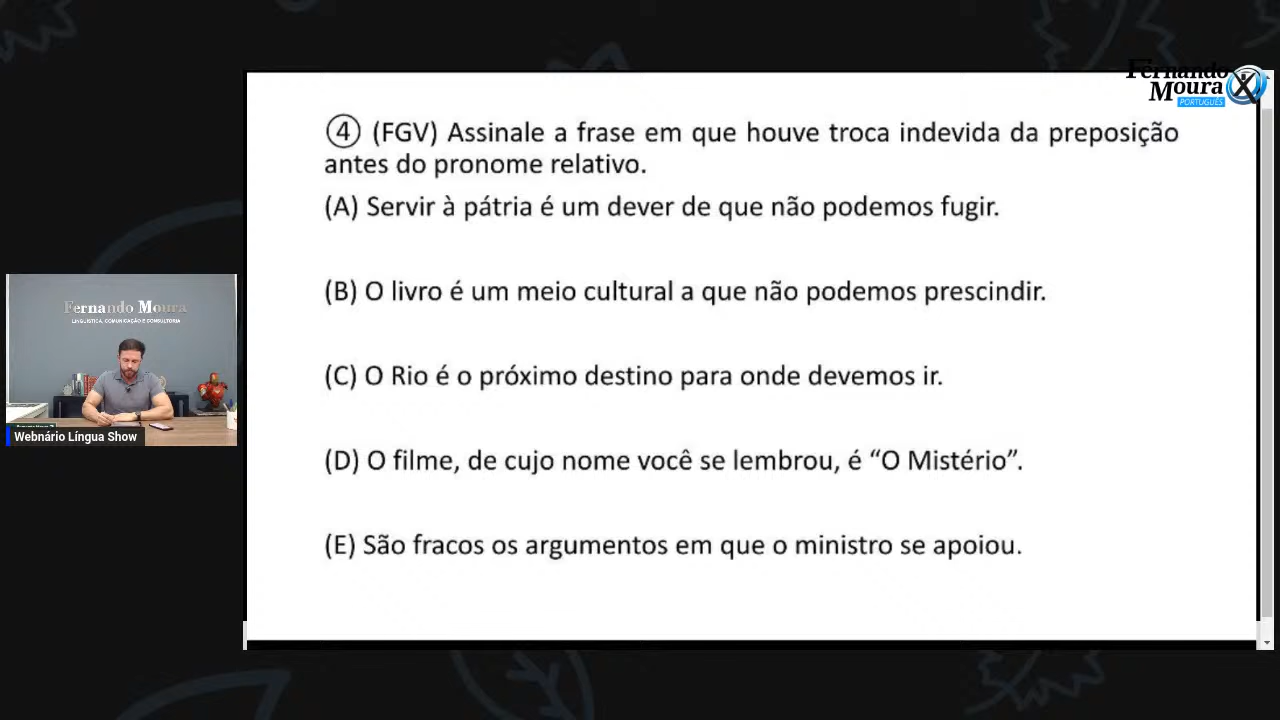 Fernando
Moura
PORTUGUÊS
④ (FGV) Assinale a frase em que houve troca indevida da preposição
antes do pronome relativo.
(A) Servir à pátria é um dever de que não podemos fugir.
(B) O livro é um meio cultural a que não podemos prescindir.
(C) O Rio é o próximo destino para onde devemos ir.
(D) O filme, de cujo nome você se lembrou, é “O Mistério”.
(E) São fracos os argumentos em que o ministro se apoiou.
Fernando Moura
LINGUÍSTICA, COMUNICAÇÃO E CONSULTORIA
Webnário Língua Show